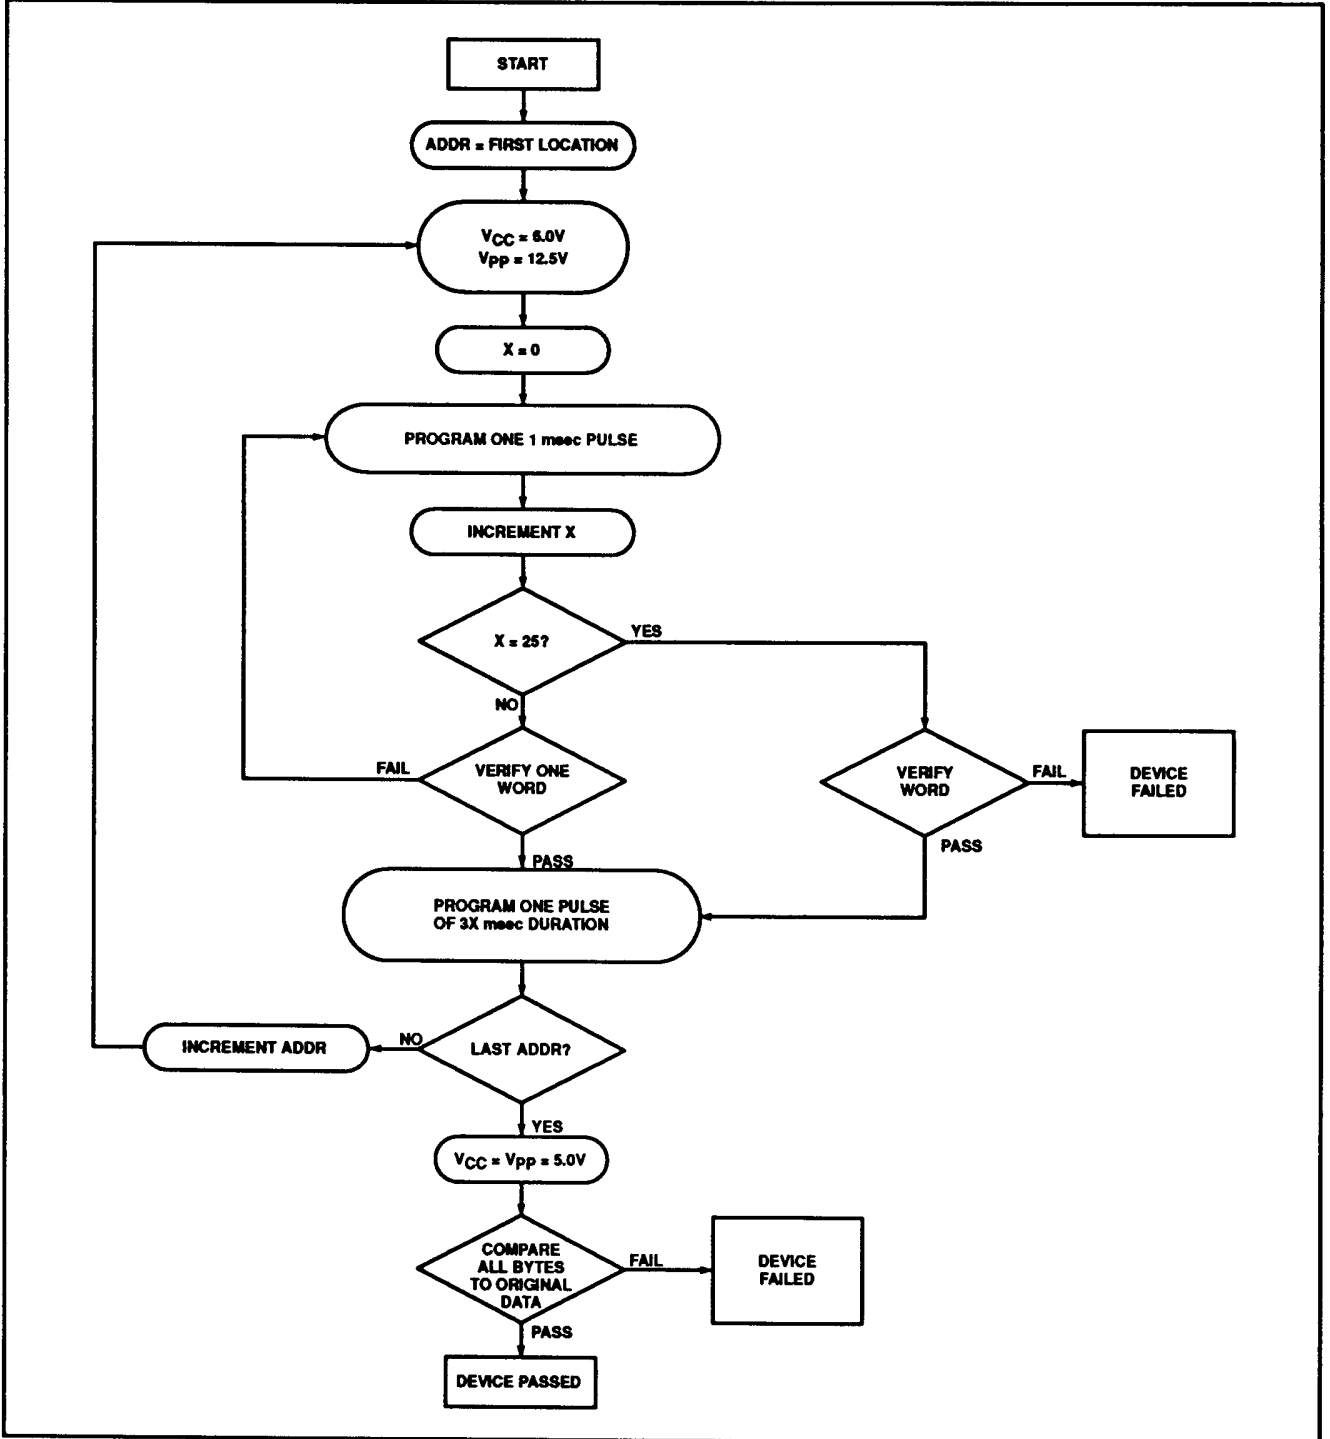 START
ADDR = FIRST LOCATION
VCC = 6.0V
VPP = 12.5V
X = 0
PROGRAM ONE 1 msec PULSE
INCREMENT X
X = 25?
YES
NO
VERIFY ONE
WORD
FAIL
VERIFY
WORD
FAIL
DEVICE
FAILED
PASS
PASS
PROGRAM ONE PULSE
OF 3X msec DURATION
LAST ADDR?
NO
INCREMENT ADDR
YES
VCC = VPP = 5.0V
COMPARE
ALL BYTES
TO ORIGINAL
DATA
FAIL
DEVICE
FAILED
PASS
DEVICE PASSED